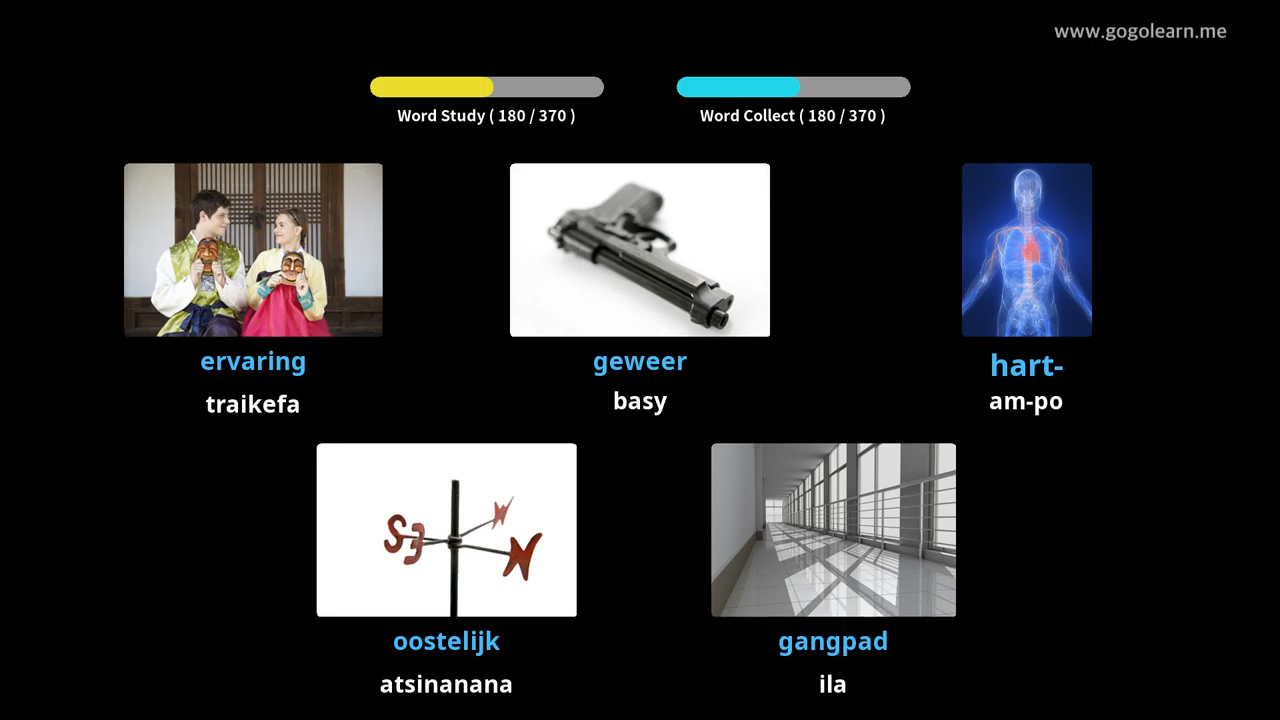 www.gogolearn.me
Word Study ( 180 / 370 )
Word Collect ( 180 / 370 )
ervaring
traikefa
geweer
basy
hart-
am-po
oostelijk
atsinanana
gangpad
ila